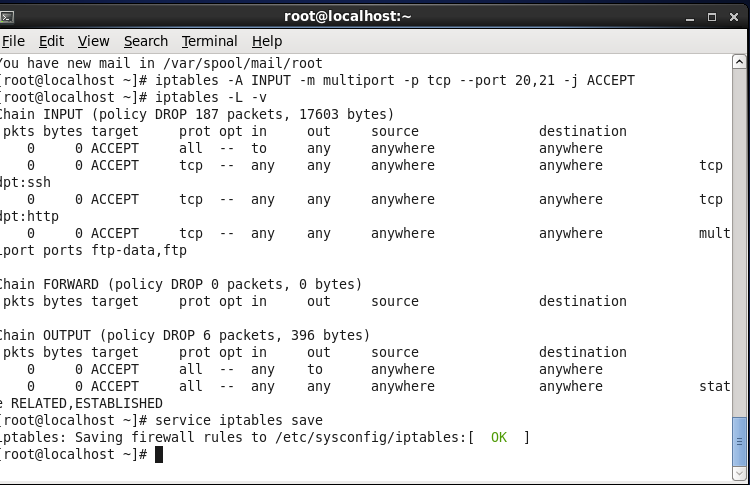 root@localhost:~
File Edit View Search Terminal Help
You have new mail in /var/spool/mail/root
[root@localhost ~]# iptables -A INPUT -m multiport -p tcp --port 20,21 -j ACCEPT
[root@localhost ~]# iptables -L -v
Chain INPUT (policy DROP 187 packets, 17603 bytes)
pkts bytes target prot opt in out source destination
0 0 ACCEPT all -- to any anywhere anywhere
0 0 ACCEPT tcp -- any any anywhere anywhere tcp
dpt:ssh
0 0 ACCEPT tcp -- any any anywhere anywhere tcp
dpt:http
0 0 ACCEPT tcp -- any any anywhere anywhere mult
iport ports ftp-data,ftp
Chain FORWARD (policy DROP 0 packets, 0 bytes)
pkts bytes target prot opt in out source destination
Chain OUTPUT (policy DROP 6 packets, 396 bytes)
pkts bytes target prot opt in out source destination
0 0 ACCEPT all -- any to anywhere anywhere
0 0 ACCEPT all -- any any anywhere anywhere stat
e RELATED,ESTABLISHED
[root@localhost ~]# service iptables save
iptables: Saving firewall rules to /etc/sysconfig/iptables:[ OK ]
[root@localhost ~]#